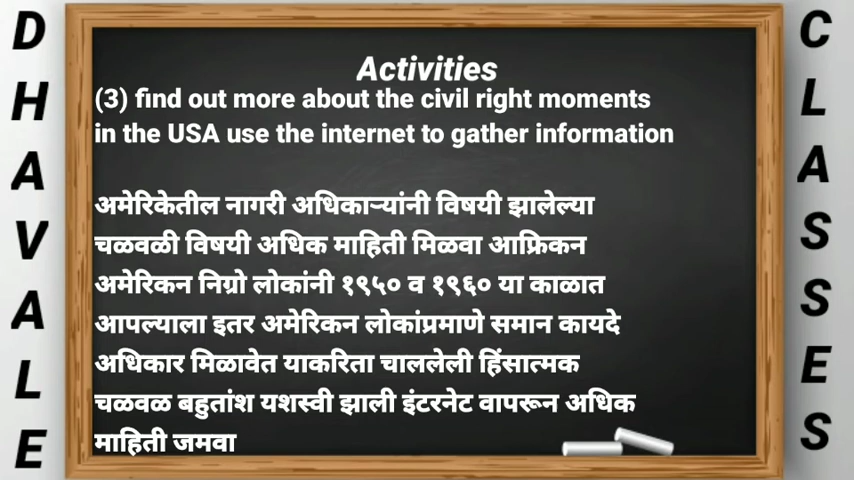 DHAVALE
Activities
(3) find out more about the civil right moments
in the USA use the internet to gather information
अमेरिकेतील नागरी अधिकाऱ्यांनी विषयी झालेल्या
चळवळी विषयी अधिक माहिती मिळवा आफ्रिकन
अमेरिकन निग्रो लोकांनी १९५० व १९६० या काळात
आपल्याला इतर अमेरिकन लोकांप्रमाणे समान कायदे
अधिकार मिळावेत याकरिता चाललेली हिंसात्मक
चळवळ बहुतांश यशस्वी झाली इंटरनेट वापरून अधिक
माहिती जमवा
CLASSES